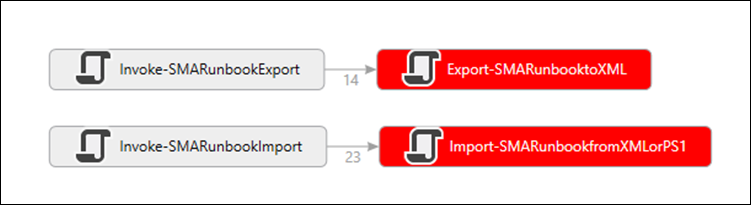 Invoke-SMARunbookExport
14
Export-SMARunbooktoXML
Invoke-SMARunbookImport
23
Import-SMARunbookfromXMLorPS1